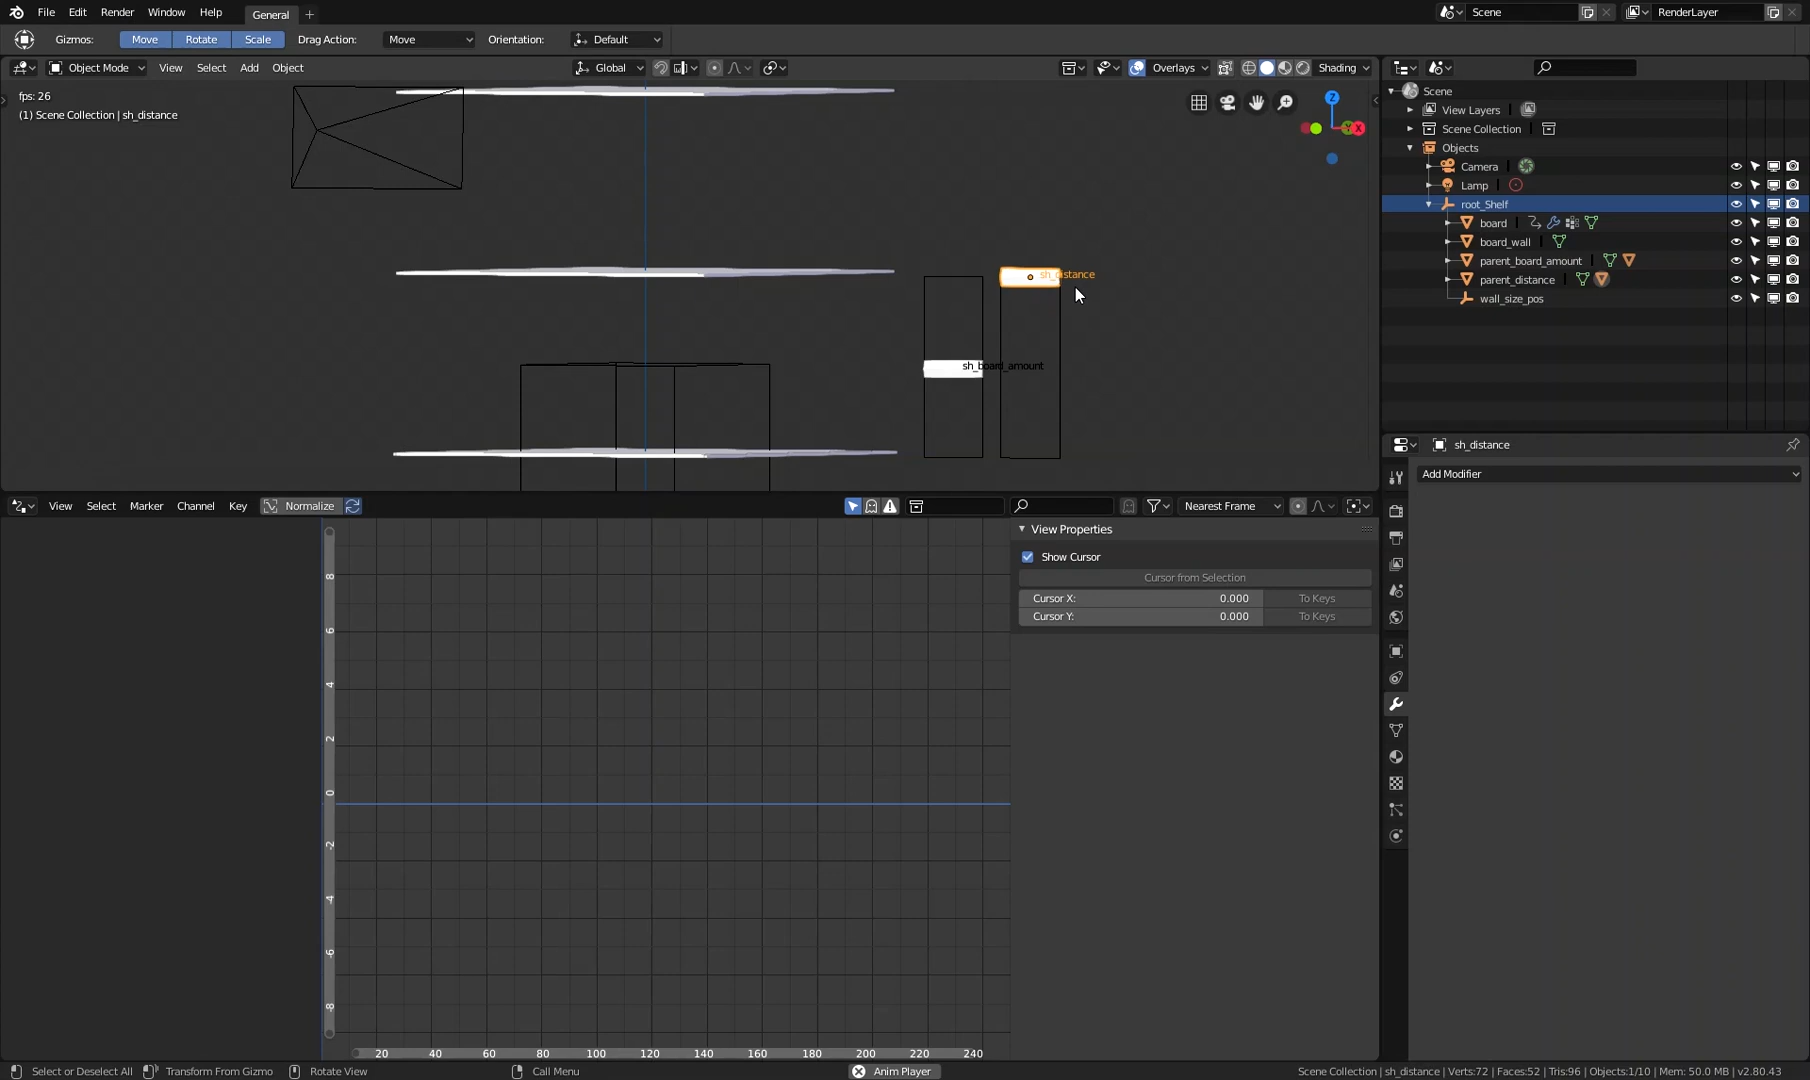 File Edit Render Window Help General Scene RenderLayer
Gizmos: Move Rotate Scale Drag Action: Move Orientation: Default
Object Mode View Select Add Object Global Overlays Shading
fps: 26
(1) Scene Collection | sh_distance
Z
Y X
sh_distance
sh_board_amount
Scene
View Layers
Scene Collection
Objects
Camera
Lamp
root_Shelf
board
board_wall
parent_board_amount
parent_distance
wall_size_pos
sh_distance
Add Modifier
View Select Marker Channel Key Normalize Nearest Frame
View Properties
Show Cursor
Cursor from Selection
Cursor X: 0.000 To Keys
Cursor Y: 0.000 To Keys
8
6
4
2
0
-2
-4
-6
-8
20 40 60 80 100 120 140 160 180 200 220 240
Select or Deselect All Transform From Gizmo Rotate View Call Menu Anim Player Scene Collection | sh_distance | Verts:72 | Faces:52 | Tris:96 | Objects:1/10 | Mem: 50.0 MB | v2.80.43